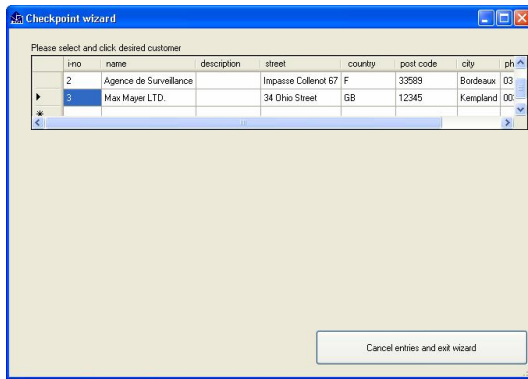 Checkpoint wizard
Please select and click desired customer
i-no name description street country post code city ph
2 Agence de Surveillance Impasse Collenot 67 F 33589 Bordeaux 03
3 Max Mayer LTD. 34 Ohio Street GB 12345 Kempland 00
Cancel entries and exit wizard